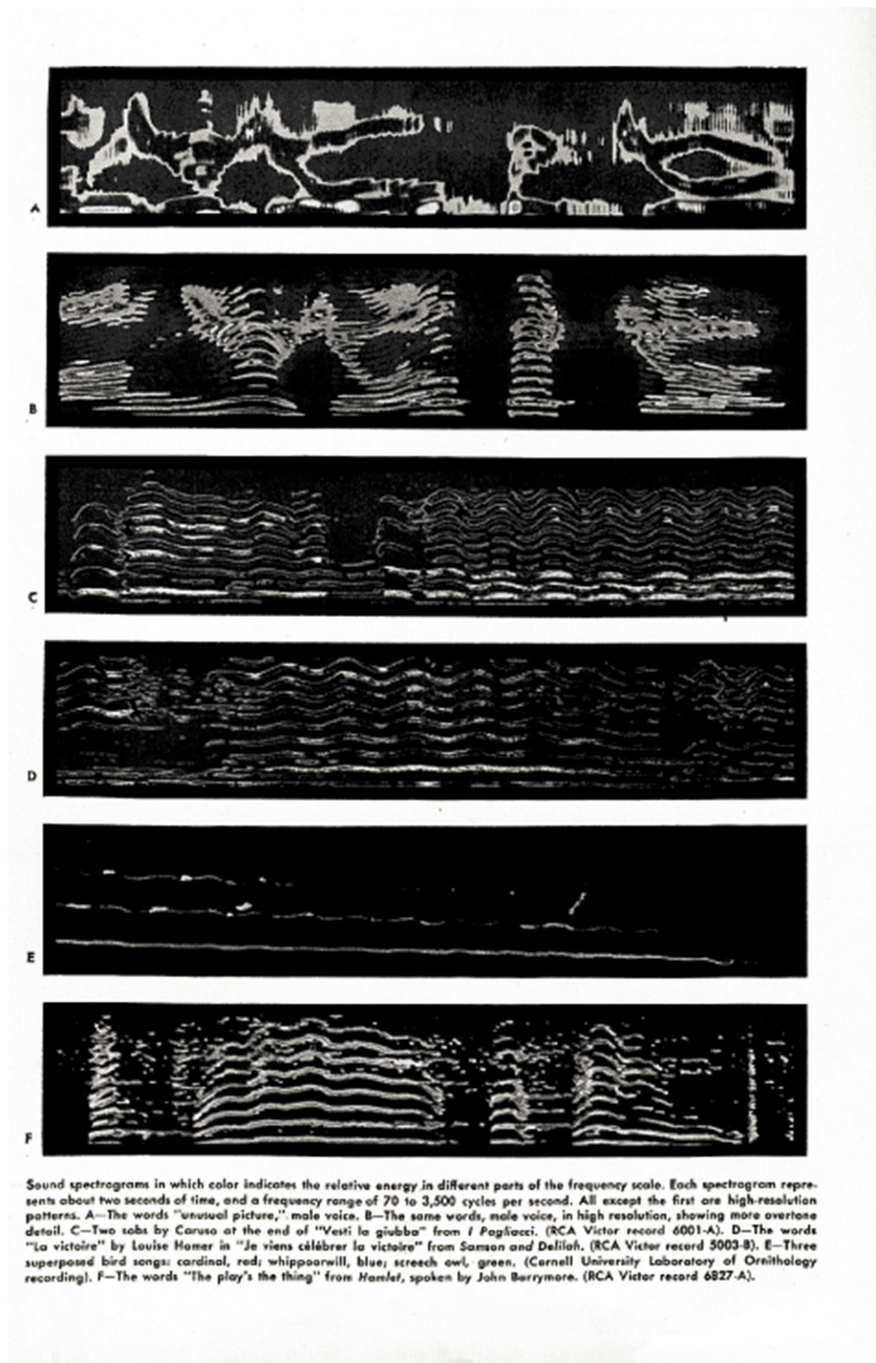 A
B
C
D
E
F
Sound spectrograms in which color indicates the relative energy in different parts of the frequency scale. Each spectrogram repre-
sents about two seconds of time, and a frequency range of 70 to 3,500 cycles per second. All except the first are high-resolution
patterns. A—The words "unusual picture," male voice. B—The same words, male voice, in high resolution, showing more overtone
detail. C—Two sobs by Caruso at the end of "Vesti la giubba" from I Pagliacci. (RCA Victor record 6001-A). D—The words
"La victoire" by Louise Homer in "Je viens célébrer la victoire" from Samson and Delilah. (RCA Victor record 5003-B). E—Three
superposed bird songs: cardinal, red; whippoorwill, blue; screech owl, green. (Cornell University Laboratory of Ornithology
recording). F—The words "The play's the thing" from Hamlet, spoken by John Barrymore. (RCA Victor record 6827-A).